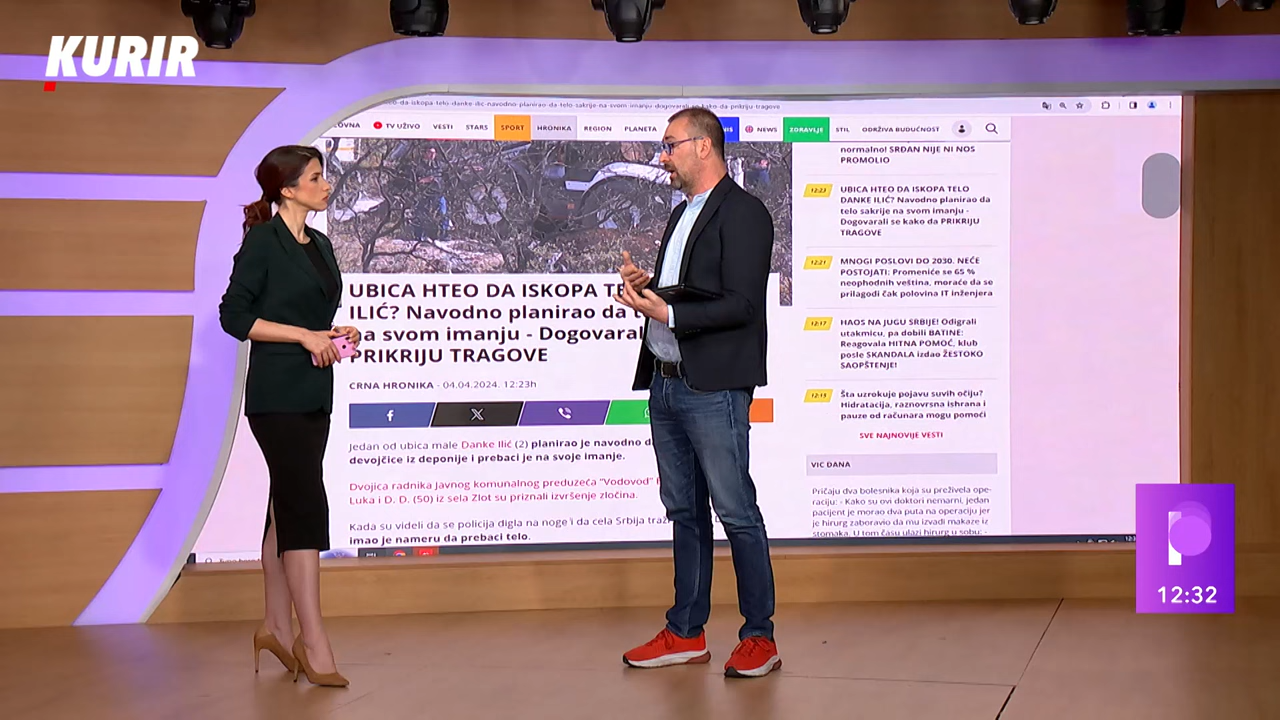 KURIR
da-iskopa-telo-danke-ilic-navodno-planirao-da-telo-sakrije-na-svom-imanju-dogovarali-se-kako-da-prikriju-tragove
OVNA TV UŽIVO VESTI STARS SPORT HRONIKA REGION PLANETA NEWS ZDRAVLJE STIL ODRŽIVA BUDUĆNOST
normalno! SRĐAN NIJE NI NOS
PROMOLIO
12:23 UBICA HTEO DA ISKOPA TELO
DANKE ILIĆ? Navodno planirao da
telo sakrije na svom imanju -
Dogovarali se kako da PRIKRIJU
TRAGOVE
12:21 MNOGI POSLOVI DO 2030. NEĆE
POSTOJATI: Promeniće se 65 %
neophodnih veština, moraće da se
prilagodi čak polovina IT inženjera
12:17 HAOS NA JUGU SRBIJE! Odigrali
utakmicu, pa dobili BATINE:
Reagovala HITNA POMOĆ, klub
posle SKANDALA izdao ŽESTOKO
SAOPŠTENJE!
12:15 Šta uzrokuje pojavu suvih očiju?
Hidratacija, raznovrsna ishrana i
pauze od računara mogu pomoći
SVE NAJNOVIJE VESTI
VIC DANA
Pričaju dva bolesnika koja su preživela ope-
raciju: - Kako su ovi doktori nemarni, jedan
pacijent je morao dva puta na operaciju jer
je hirurg zaboravio da mu izvadi makaze iz
stomaka. U tom času ulazi hirurg u sobu: -
UBICA HTEO DA ISKOPA
ILIĆ? Navodno planirao da
na svom imanju - Dogovaral
PRIKRIJU TRAGOVE
CRNA HRONIKA - 04.04.2024. 12:23h
Jedan od ubica male Danke Ilić (2) planirao je navodno
devojčice iz deponije i prebaci je na svoje imanje.
Dvojica radnika Javnog komunalnog preduzeća "Vodovod"
Luka i D. D. (50) iz sela Zlot su priznali izvršenje zločina.
Kada su videli da se policija digla na noge i da cela Srbija
imao je nameru da prebaci telo.
12:32